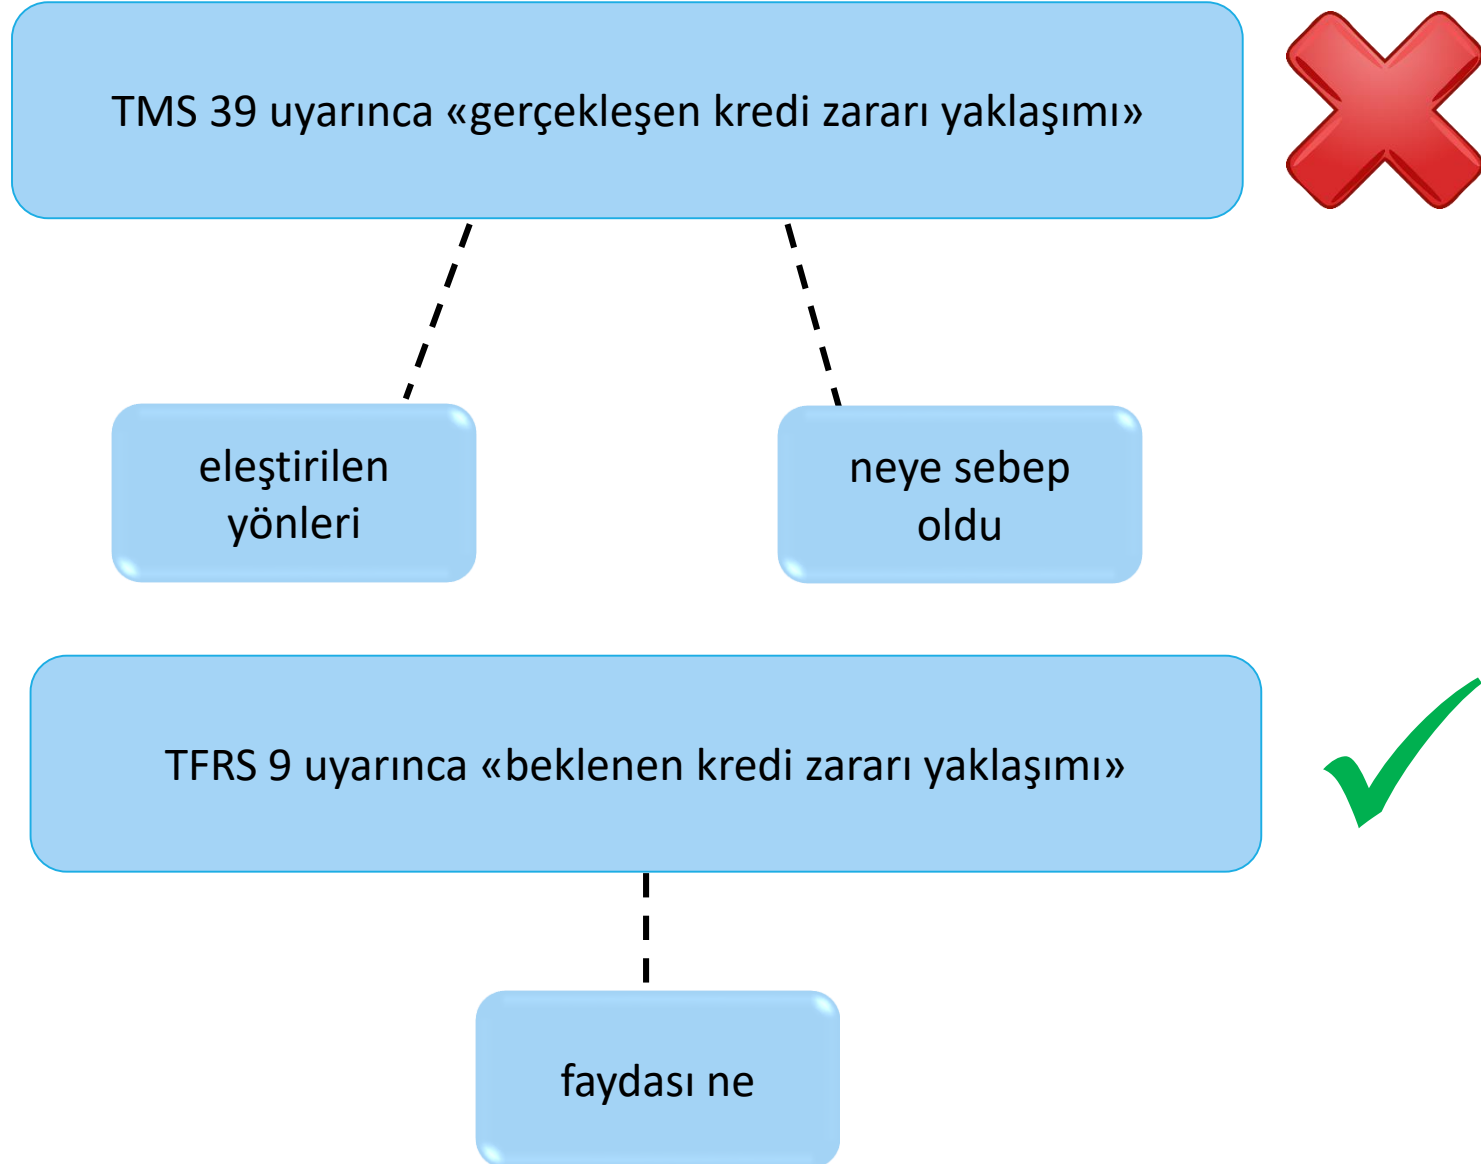 TMS 39 uyarınca «gerçekleşen kredi zararı yaklaşımı»
eleştirilen
yönleri
neye sebep
oldu
TFRS 9 uyarınca «beklenen kredi zararı yaklaşımı»
faydası ne